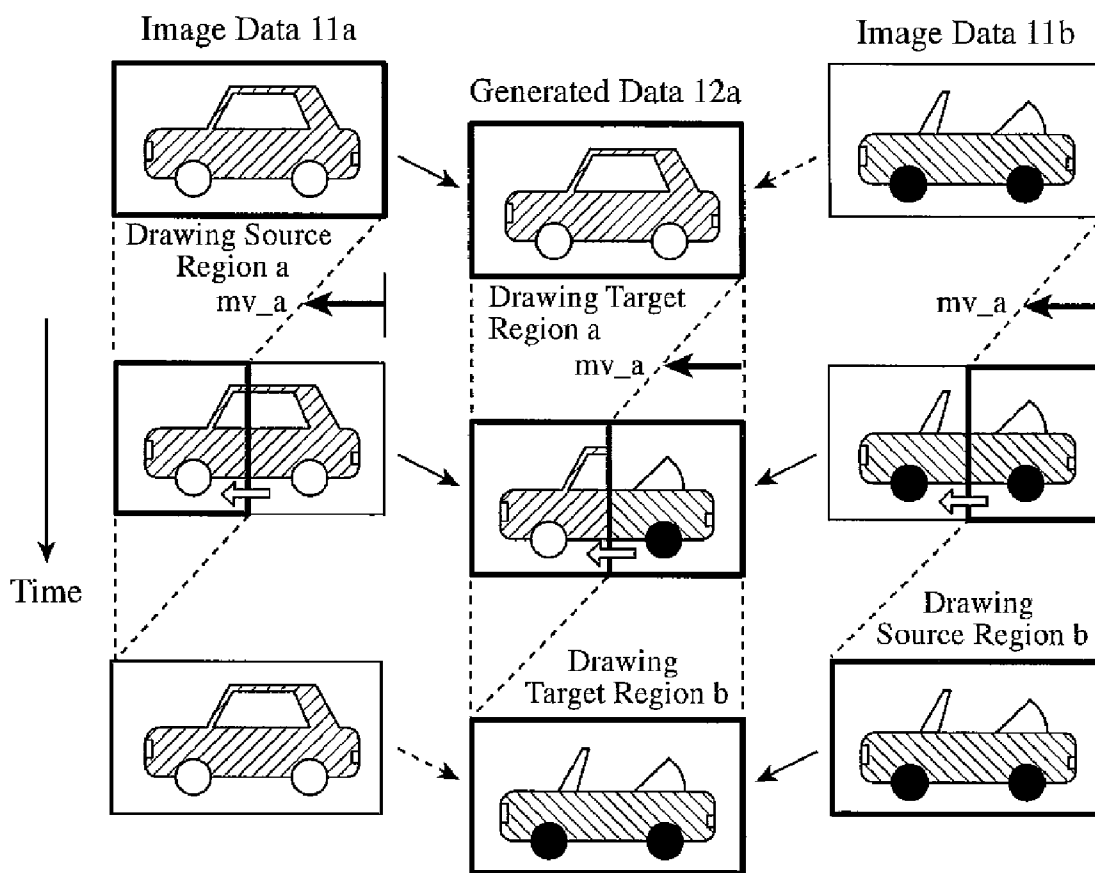 Image Data 11a
Image Data 11b
Generated Data 12a
Drawing Source
Region a
mv_a
Drawing Target
Region a
mv_a
mv_a
Time
Drawing
Source Region b
Drawing
Target Region b